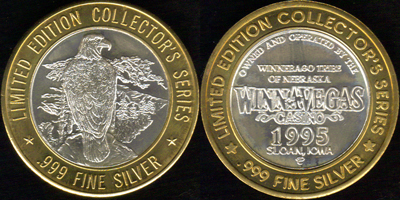 LIMITED EDITION COLLECTOR'S SERIES
.999 FINE SILVER
LIMITED EDITION COLLECTOR'S SERIES
.999 FINE SILVER
OWNED AND OPERATED BY THE
WINNEBAGO TRIBE
OF NEBRASKA
WINNAVEGAS
CASINO
1995
SLOAN, IOWA